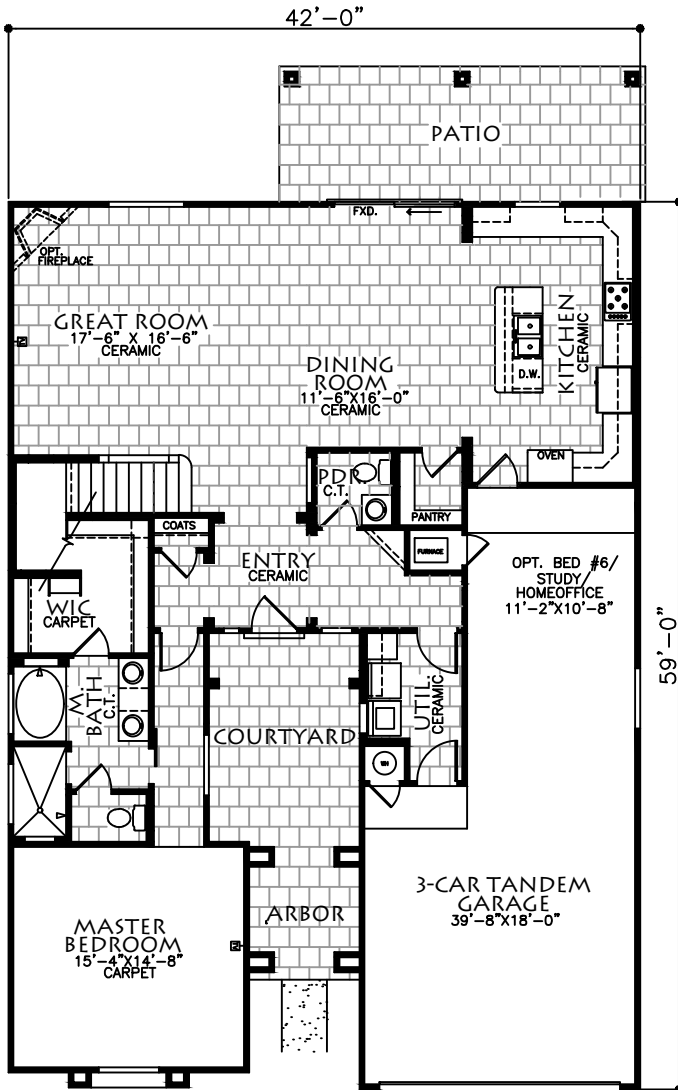 42'-0"
PATIO
FXD.
OPT.
FIREPLACE
GREAT ROOM
17'-6" X 16'-6"
CERAMIC
DINING
ROOM
11'-6"X16'-0"
CERAMIC
KITCHEN
CERAMIC
D.W.
OVEN
PDR.
C.T.
PANTRY
COATS
ENTRY
CERAMIC
FURNACE
OPT. BED #6/
STUDY/
HOMEOFFICE
11'-2"X10'-8"
59'-0"
WIC
CARPET
M.
BATH
C.T.
COURTYARD
UTIL.
CERAMIC
WH
3-CAR TANDEM
GARAGE
39'-8"X18'-0"
ARBOR
MASTER
BEDROOM
15'-4"X14'-8"
CARPET